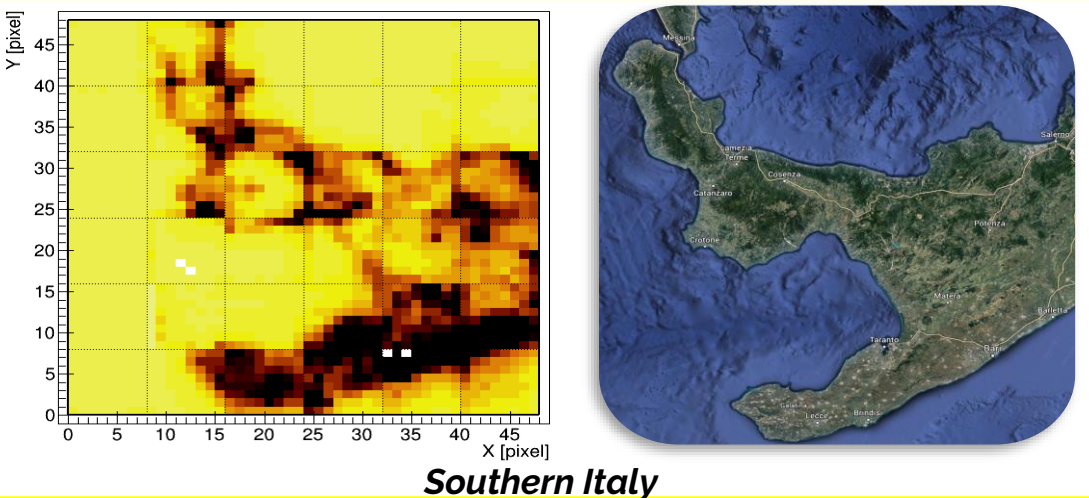 Y [pixel]
45
40
35
30
25
20
15
10
5
0
0 5 10 15 20 25 30 35 40 45
X [pixel]
Messina
Salerno
Lamezia
Terme
Cosenza
Catanzaro
Potenza
Crotone
Matera
Barletta
Taranto
Bari
Galatina
Lecce
Brindisi
Southern Italy